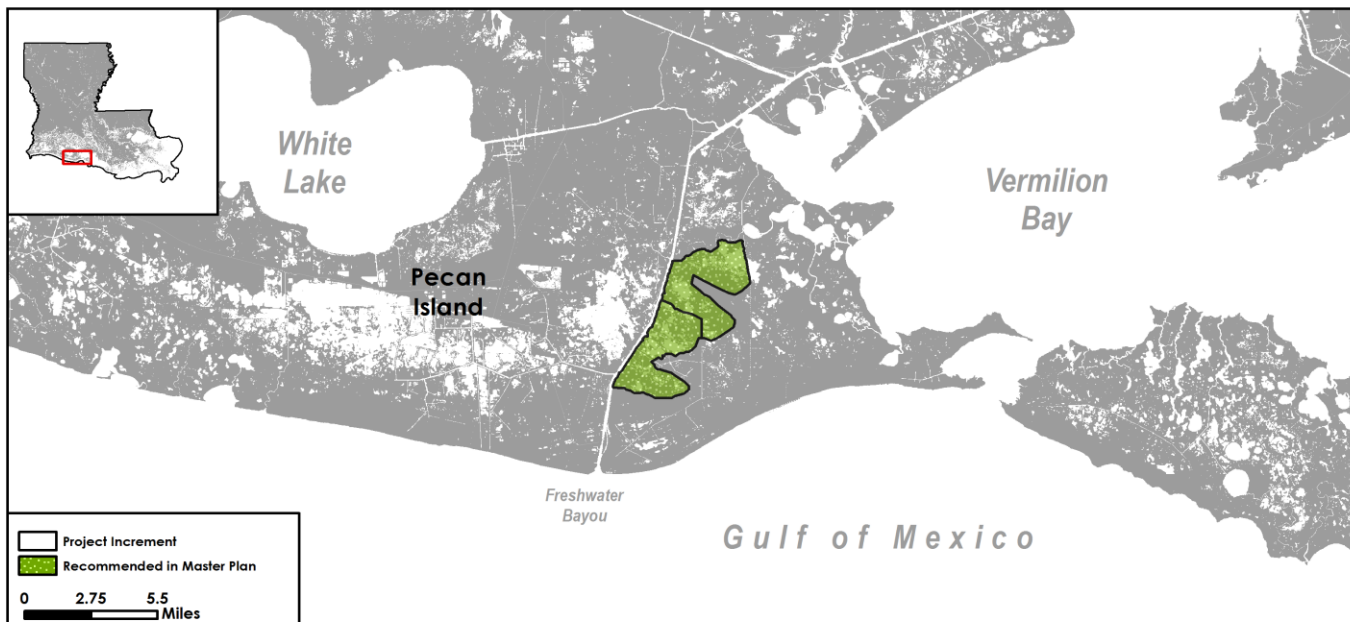 White
Lake
Vermilion
Bay
Pecan
Island
Freshwater
Bayou
Gulf of Mexico
Project Increment
Recommended in Master Plan
0 2.75 5.5
Miles